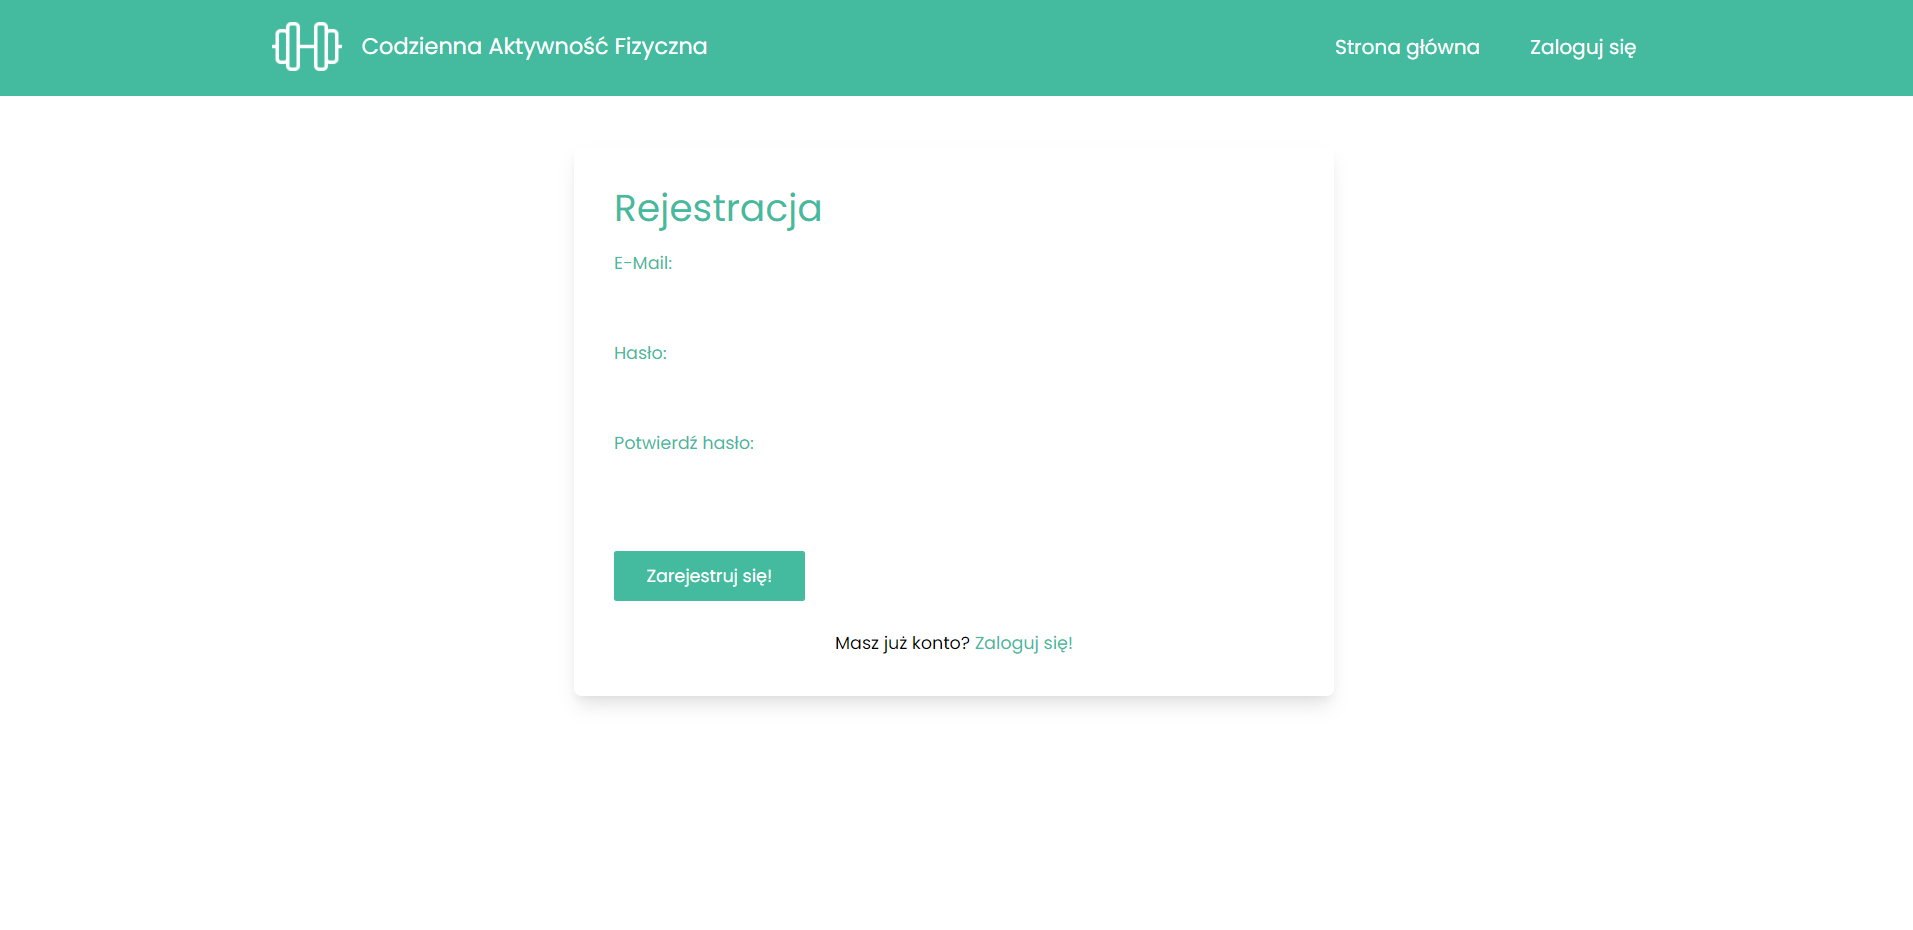 Codzienna Aktywność Fizyczna
Strona główna
Zaloguj się
Rejestracja
E-Mail:
Hasło:
Potwierdź hasło:
Zarejestruj się!
Masz już konto? Zaloguj się!